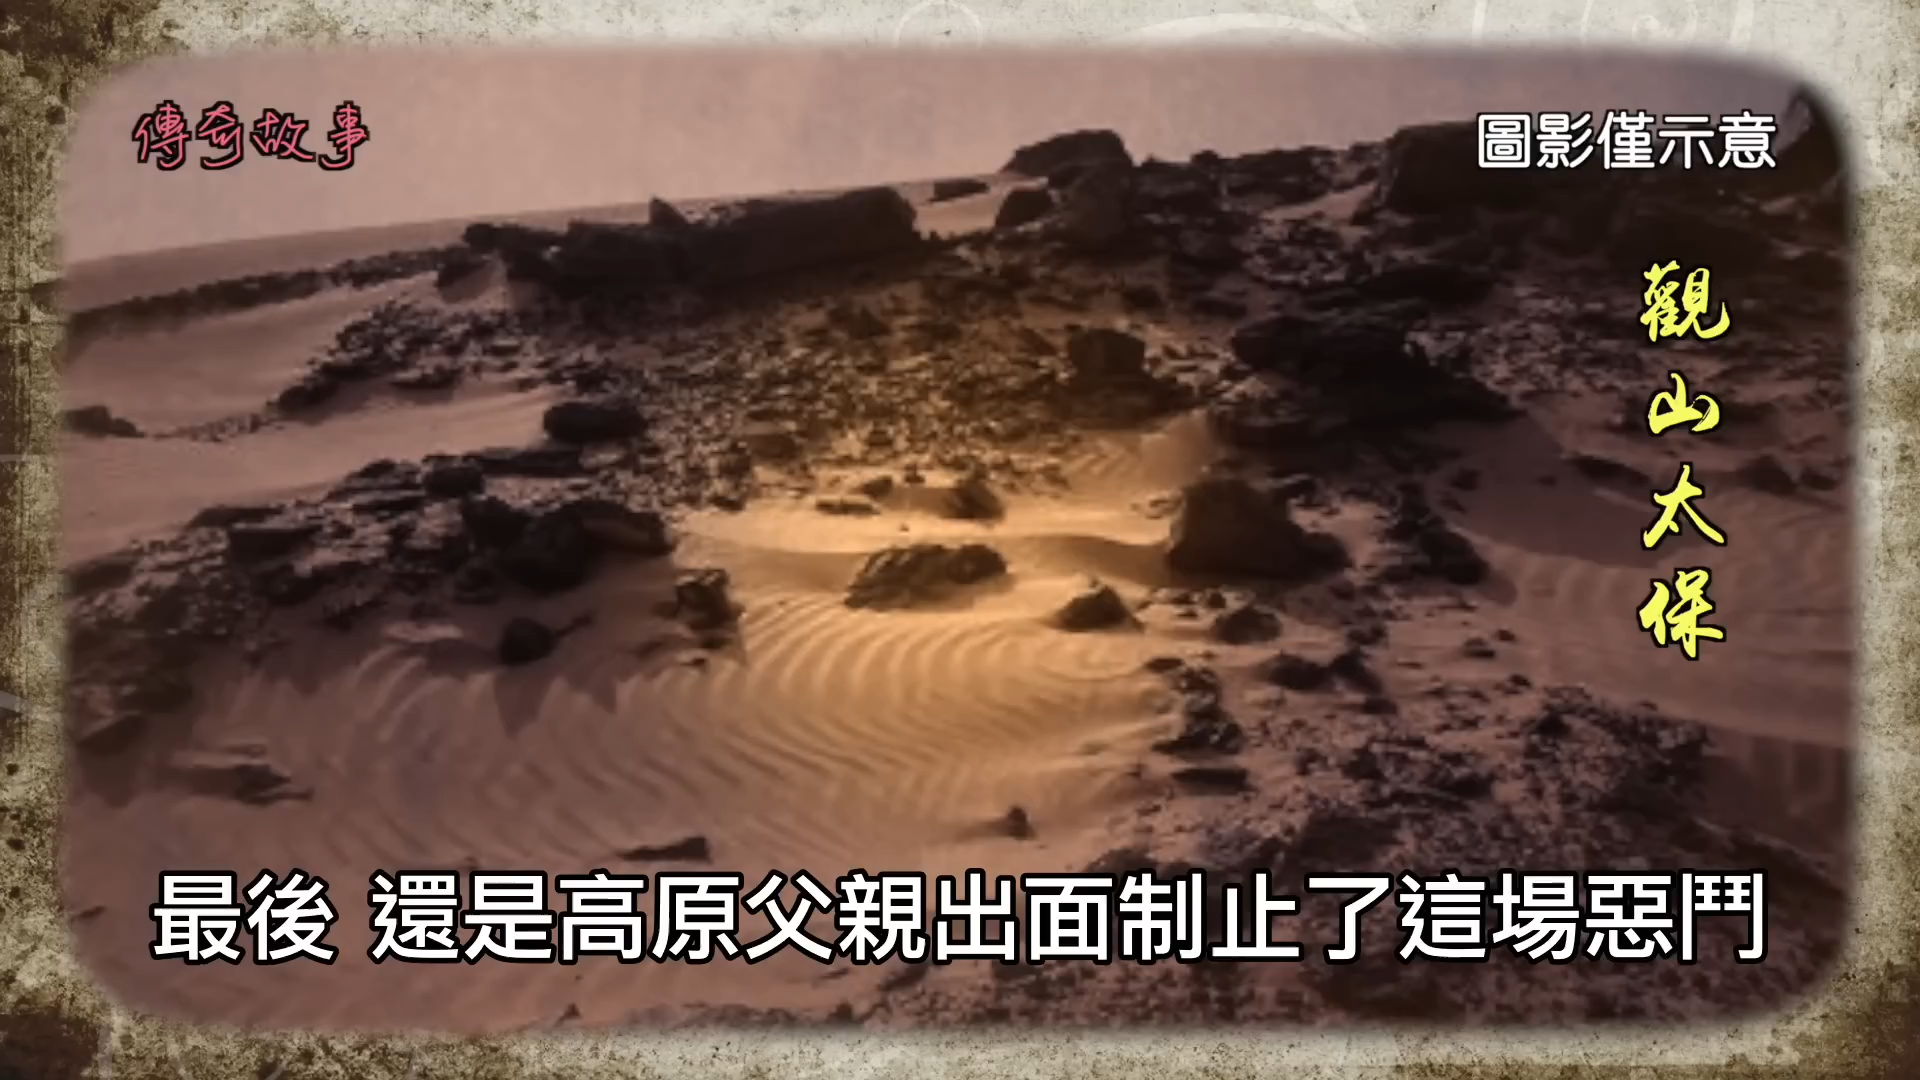 傳奇故事
圖影僅示意
觀山太保
最後 還是高原父親出面制止了這場惡鬥